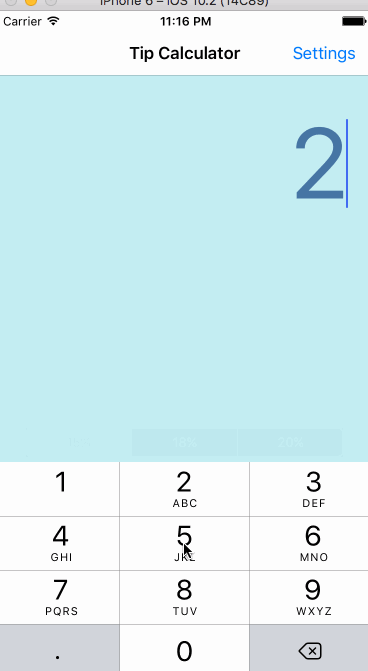 iPhone 6 – iOS 10.2 (14C89)
Carrier 11:16 PM
Tip Calculator Settings
2
18% 20%
1 2 3
ABC DEF
4 5 6
GHI JKL MNO
7 8 9
PQRS TUV WXYZ
. 0